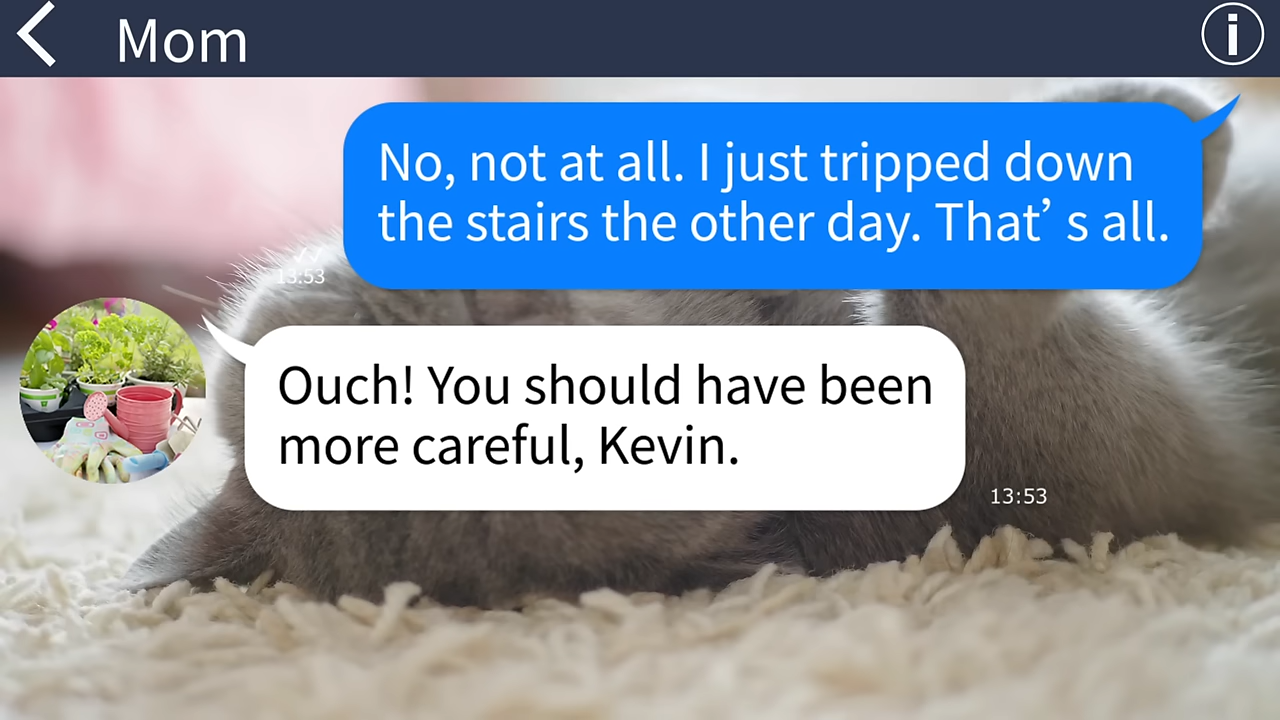 Mom
No, not at all. I just tripped down
the stairs the other day. That’s all.
13:53
Ouch! You should have been
more careful, Kevin.
13:53